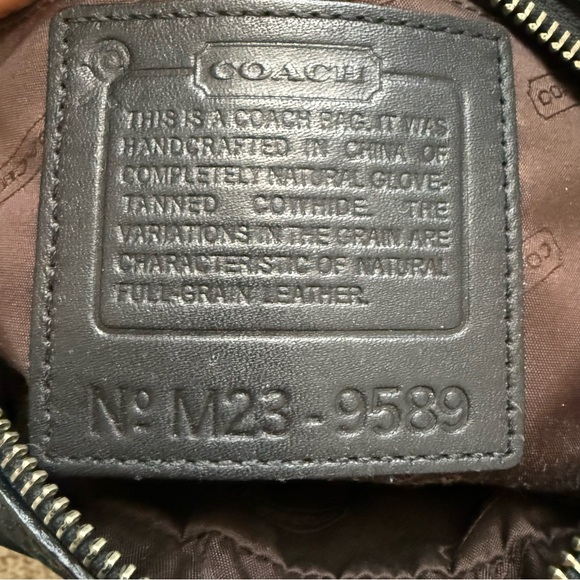 COACH
THIS IS A COACH BAG. IT WAS
HANDCRAFTED IN CHINA OF
COMPLETELY NATURAL GLOVE-
TANNED COWHIDE. THE
VARIATIONS IN THE GRAIN ARE
CHARACTERISTIC OF NATURAL
FULL-GRAIN LEATHER.
Nº M23-9589